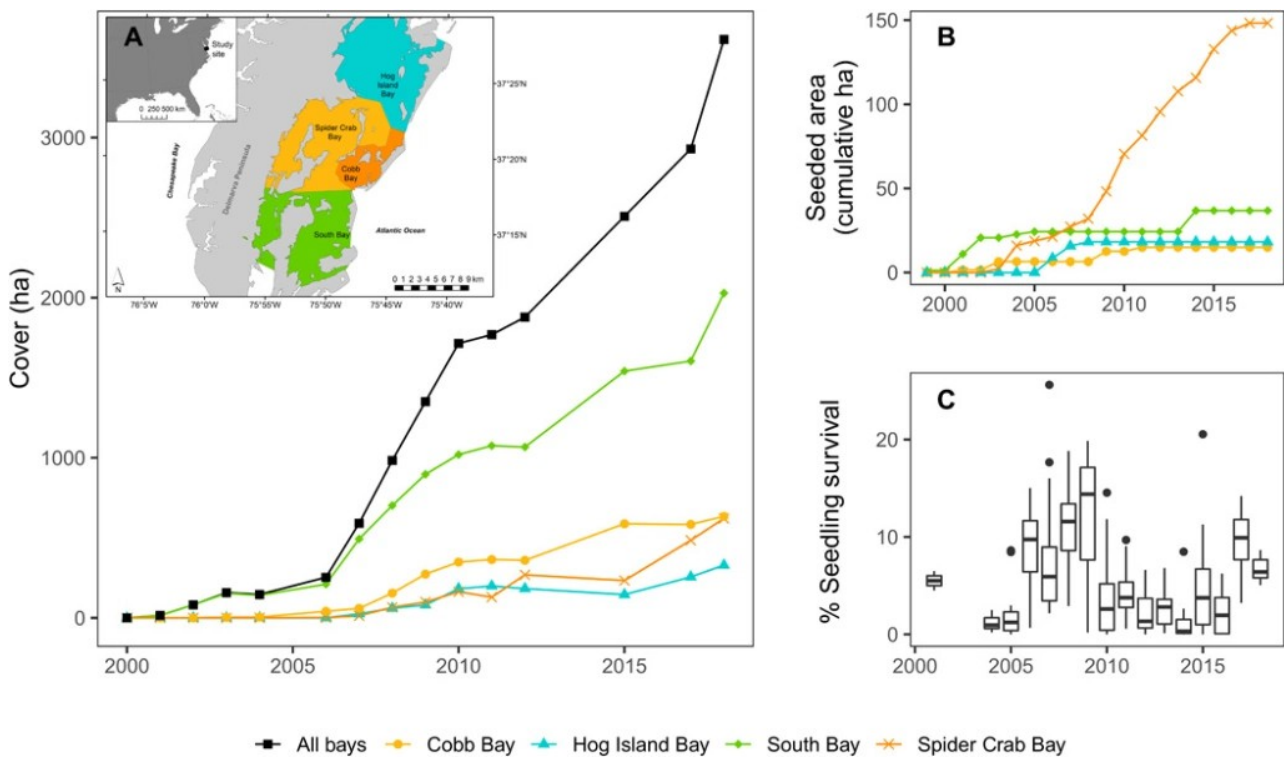 A
Study
site
0 250 500 km
Hog
Island
Bay
Spider Crab
Bay
Cobb
Bay
South Bay
Chesapeake Bay
Delmarva Peninsula
Atlantic Ocean
37°25'N
37°20'N
37°15'N
N
0 1 2 3 4 5 6 7 8 9 km
76°5'W 76°0'W 75°55'W 75°50'W 75°45'W 75°40'W
Cover (ha)
3000
2000
1000
0
2000 2005 2010 2015
B
Seeded area
(cumulative ha)
150
100
50
0
2000 2005 2010 2015
C
% Seedling survival
20
10
0
2000 2005 2010 2015
All bays Cobb Bay Hog Island Bay South Bay Spider Crab Bay